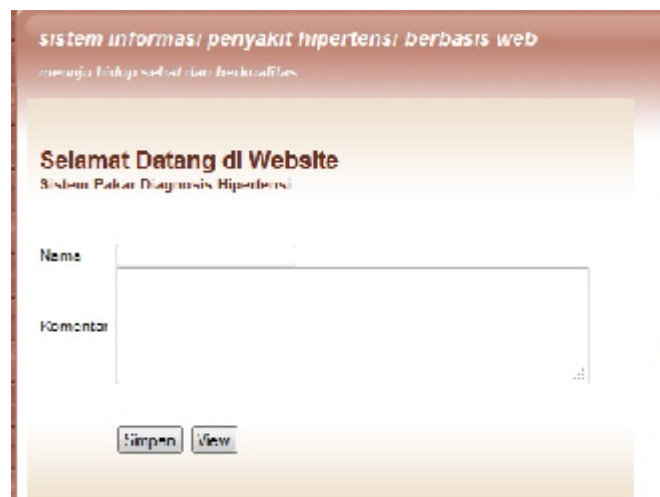 sistem informasi penyakit hipertensi berbasis web
menuju hidup sehat dan berkualitas
Selamat Datang di Website
Sistem Pakar Diagnosis Hipertensi
Nama
Komentar
Simpan View